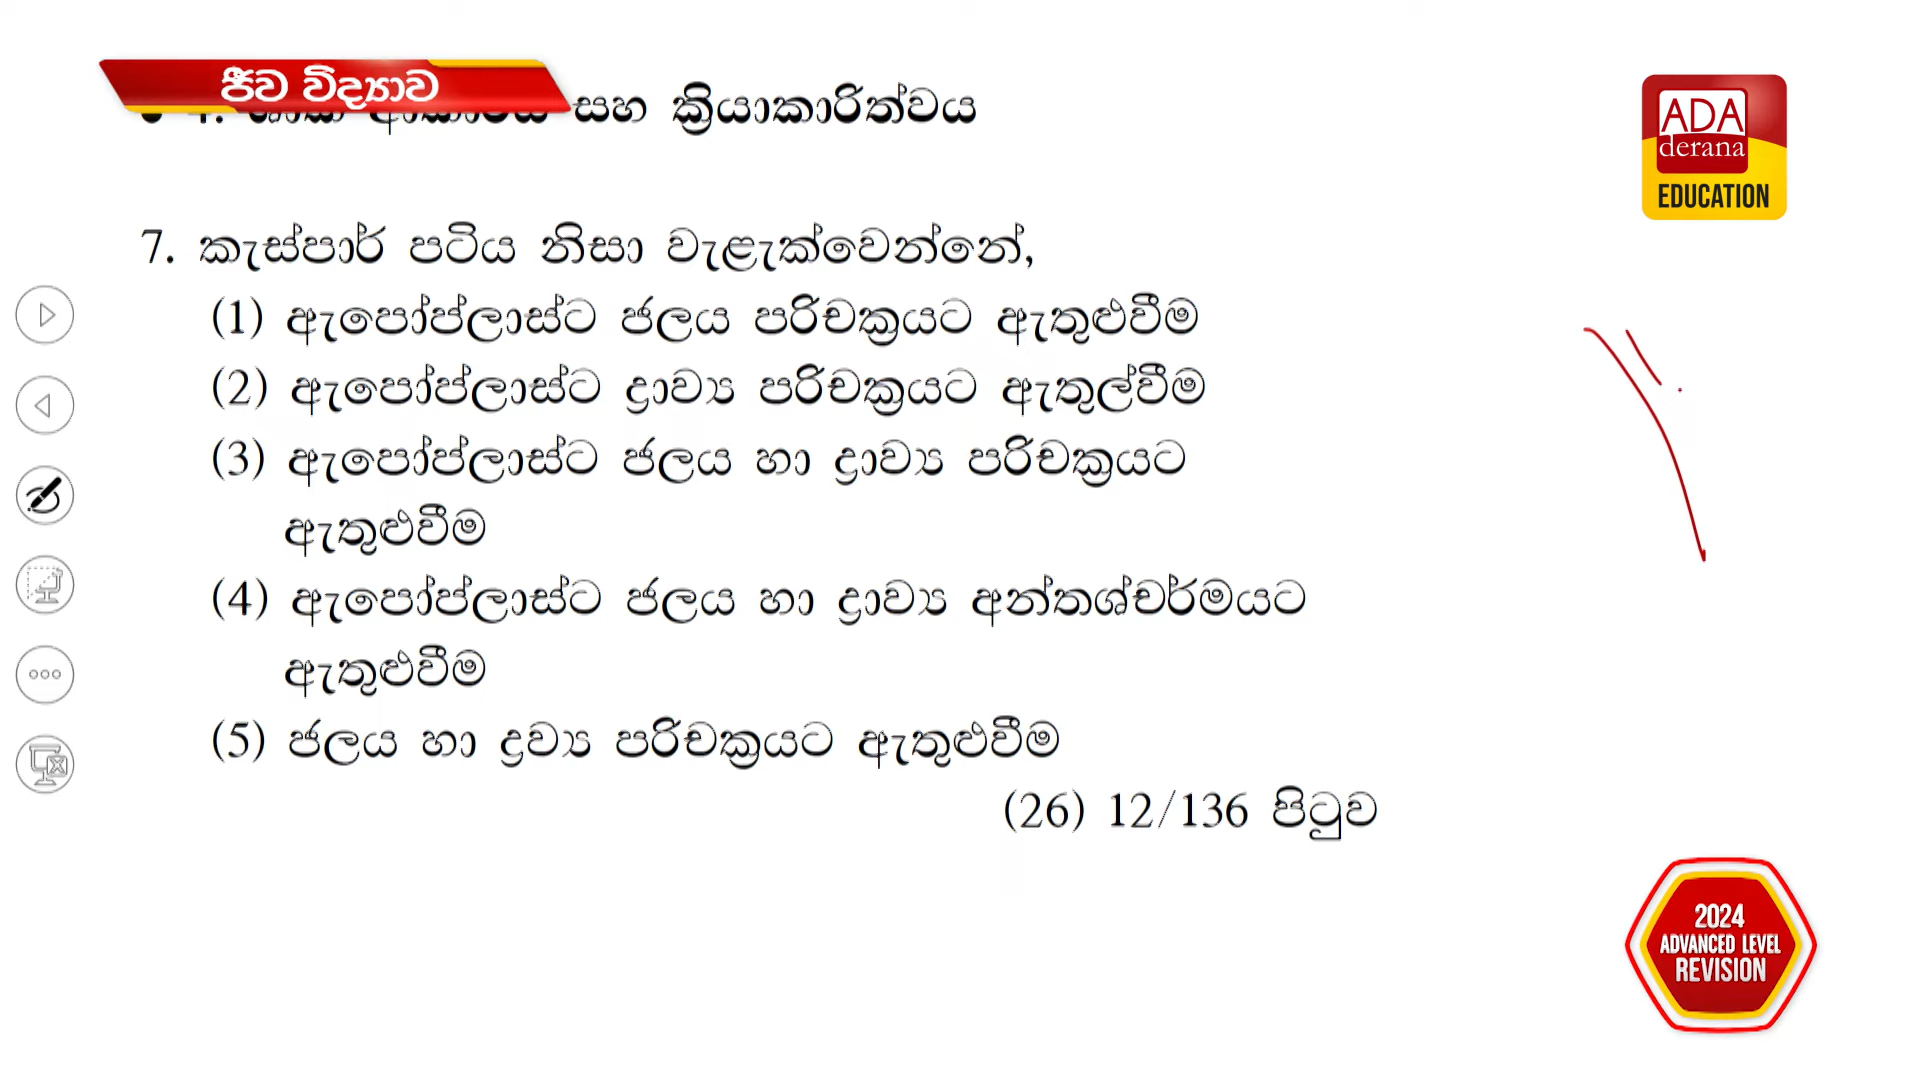 ජීව විද්‍යාව
සහ ක්‍රියාකාරිත්වය
ADA
derana
EDUCATION
7. කැස්පාර් පටිය නිසා වැළැක්වෙන්නේ,
(1) ඇපෝප්ලාස්ට ජලය පරිචක්‍රයට ඇතුළුවීම
(2) ඇපෝප්ලාස්ට ද්‍රාව්‍ය පරිචක්‍රයට ඇතුල්වීම
(3) ඇපෝප්ලාස්ට ජලය හා ද්‍රාව්‍ය පරිචක්‍රයට
ඇතුළුවීම
(4) ඇපෝප්ලාස්ට ජලය හා ද්‍රාව්‍ය අන්තශ්චර්මයට
ඇතුළුවීම
(5) ජලය හා ද්‍රව්‍ය පරිචක්‍රයට ඇතුළුවීම
(26) 12/136 පිටුව
2024
ADVANCED LEVEL
REVISION